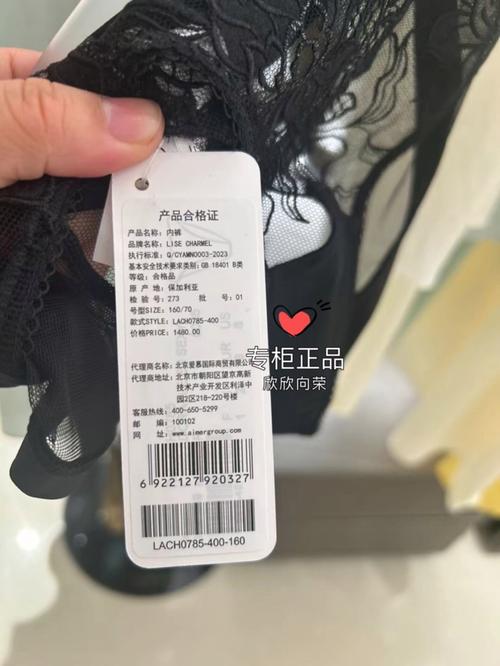 产品合格证
产品名称: 内裤
品牌名称: LISE CHARMEL
执行标准: Q/CYAMN0003-2023
基本安全技术要求类别: GB 18401 B类
等级: 合格品
原 产 地: 保加利亚
检 验 号: 273 批 号: 01
号型SIZE: 160/70
款式STYLE: LACH0785-400
价格PRICE: 1480.00
代理商名称: 北京爱慕国际商贸有限公司
代理商地址: 北京市朝阳区望京高新
技术产业开发区利泽中
园2区218-220号楼
客服热线: 400-650-5299
邮 编: 100102
网 址: www.aimergroup.com
6 922127 920327
LACH0785-400-160
专柜正品
欣欣向荣